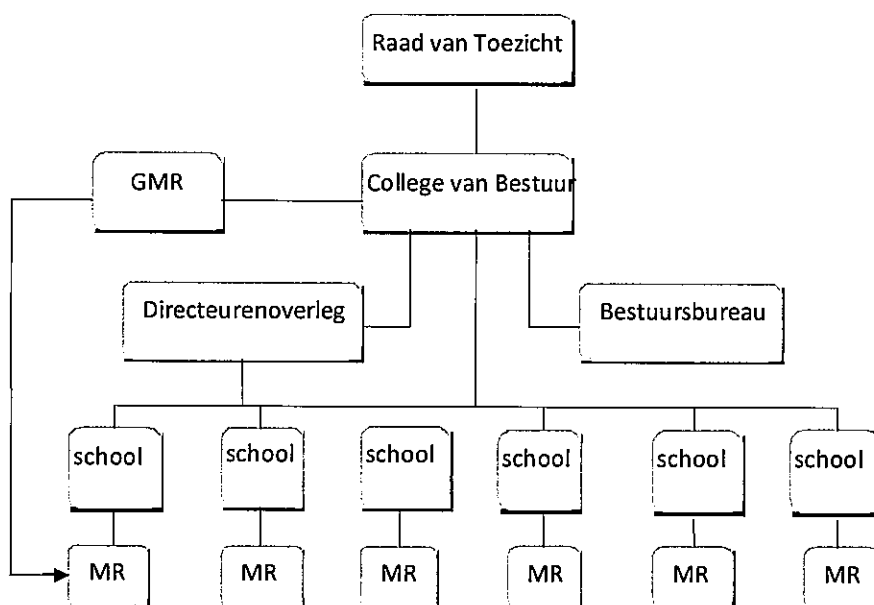 Raad van Toezicht
GMR
College van Bestuur
Directeurenoverleg
Bestuursbureau
school
school
school
school
school
school
MR
MR
MR
MR
MR
MR